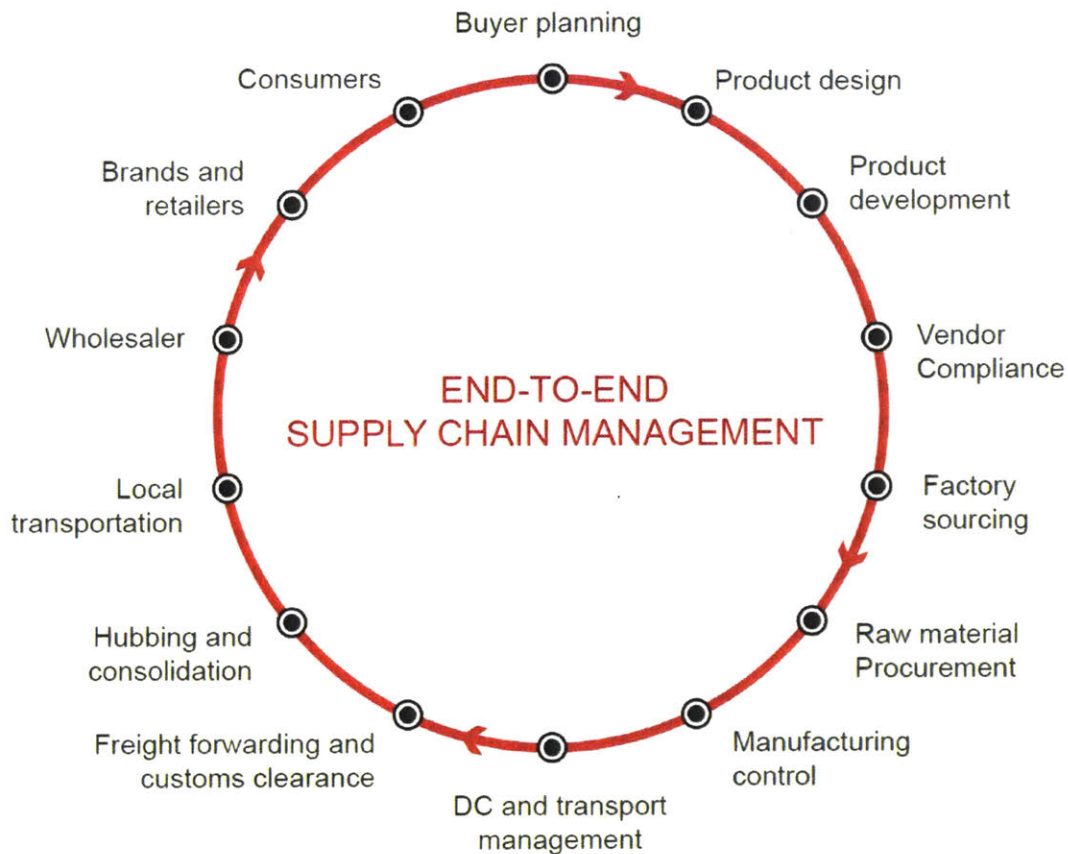 Buyer planning
Product design
Product
development
Vendor
Compliance
Factory
sourcing
Raw material
Procurement
Manufacturing
control
DC and transport
management
Freight forwarding and
customs clearance
Hubbing and
consolidation
Local
transportation
Wholesaler
Brands and
retailers
Consumers
END-TO-END
SUPPLY CHAIN MANAGEMENT